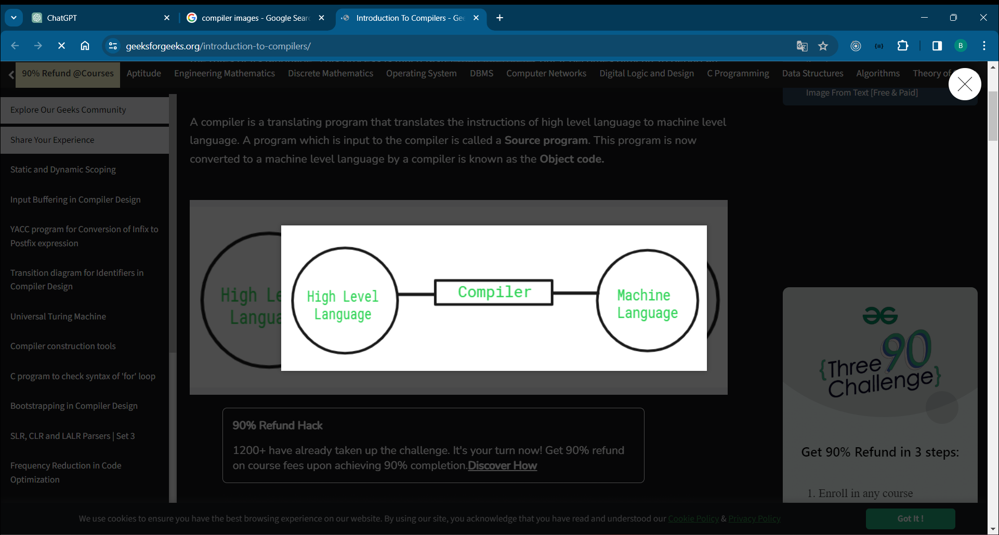 ChatGPT
compiler images - Google Sear
Introduction To Compilers - Gee
geeksforgeeks.org/introduction-to-compilers/
B
90% Refund @Courses
Aptitude
Engineering Mathematics
Discrete Mathematics
Operating System
DBMS
Computer Networks
Digital Logic and Design
C Programming
Data Structures
Algorithms
Theory of
Explore Our Geeks Community
Share Your Experience
Static and Dynamic Scoping
Input Buffering in Compiler Design
YACC program for Conversion of Infix to
Postfix expression
Transition diagram for Identifiers in
Compiler Design
Universal Turing Machine
Compiler construction tools
C program to check syntax of 'for' loop
Bootstrapping in Compiler Design
SLR, CLR and LALR Parsers | Set 3
Frequency Reduction in Code
Optimization
A compiler is a translating program that translates the instructions of high level language to machine level
language. A program which is input to the compiler is called a Source program. This program is now
converted to a machine level language by a compiler is known as the Object code.
High Le
Langua
High Level
Language
Compiler
Machine
Language
90% Refund Hack
1200+ have already taken up the challenge. It's your turn now! Get 90% refund
on course fees upon achieving 90% completion.Discover How
Image From Text [Free & Paid]
{Three 90
Challenge}
Get 90% Refund in 3 steps:
1. Enroll in any course
We use cookies to ensure you have the best browsing experience on our website. By using our site, you acknowledge that you have read and understood our Cookie Policy & Privacy Policy
Got It !